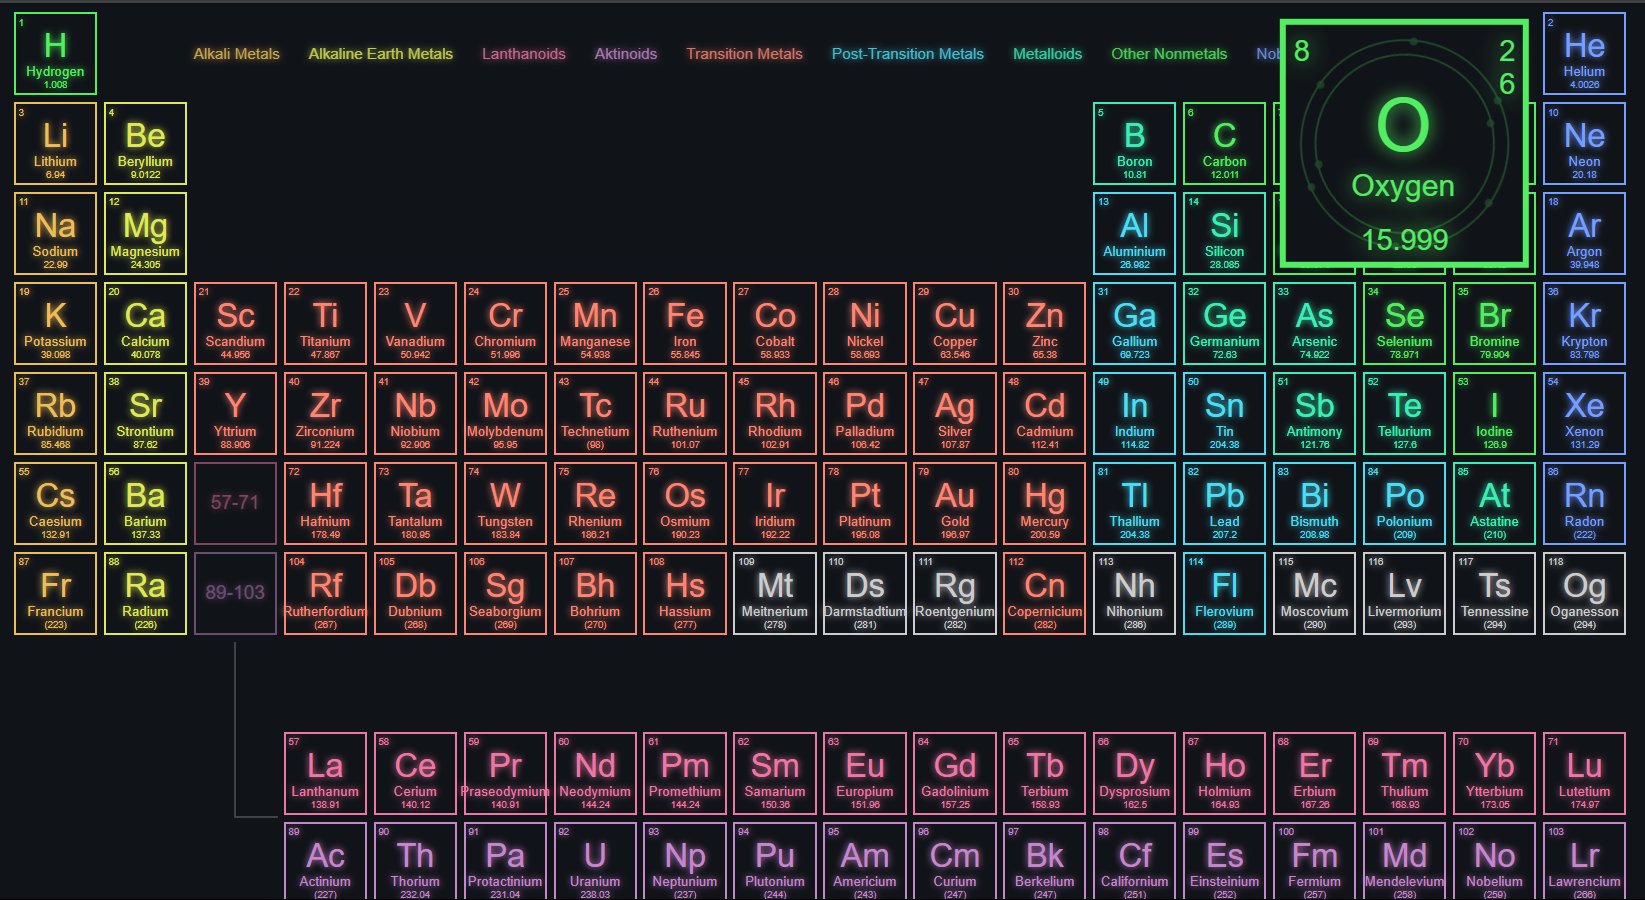 1
H
Hydrogen
1.008
Alkali Metals Alkaline Earth Metals Lanthanoids Aktinoids Transition Metals Post-Transition Metals Metalloids Other Nonmetals
8
2
6
O
Oxygen
15.999
2
He
Helium
4.0026
3
Li
Lithium
6.94
4
Be
Beryllium
9.0122
5
B
Boron
10.81
6
C
Carbon
12.011
10
Ne
Neon
20.18
11
Na
Sodium
22.99
12
Mg
Magnesium
24.305
13
Al
Aluminium
26.982
14
Si
Silicon
28.085
18
Ar
Argon
39.948
19
K
Potassium
39.098
20
Ca
Calcium
40.078
21
Sc
Scandium
44.956
22
Ti
Titanium
47.867
23
V
Vanadium
50.942
24
Cr
Chromium
51.996
25
Mn
Manganese
54.938
26
Fe
Iron
55.845
27
Co
Cobalt
58.933
28
Ni
Nickel
58.693
29
Cu
Copper
63.546
30
Zn
Zinc
65.38
31
Ga
Gallium
69.723
32
Ge
Germanium
72.63
33
As
Arsenic
74.922
34
Se
Selenium
78.971
35
Br
Bromine
79.904
36
Kr
Krypton
83.798
37
Rb
Rubidium
85.468
38
Sr
Strontium
87.62
39
Y
Yttrium
88.906
40
Zr
Zirconium
91.224
41
Nb
Niobium
92.906
42
Mo
Molybdenum
95.95
43
Tc
Technetium
(98)
44
Ru
Ruthenium
101.07
45
Rh
Rhodium
102.91
46
Pd
Palladium
106.42
47
Ag
Silver
107.87
48
Cd
Cadmium
112.41
49
In
Indium
114.82
50
Sn
Tin
204.38
51
Sb
Antimony
121.76
52
Te
Tellurium
127.6
53
I
Iodine
126.9
54
Xe
Xenon
131.29
55
Cs
Caesium
132.91
56
Ba
Barium
137.33
57-71
72
Hf
Hafnium
178.49
73
Ta
Tantalum
180.95
74
W
Tungsten
183.84
75
Re
Rhenium
186.21
76
Os
Osmium
190.23
77
Ir
Iridium
192.22
78
Pt
Platinum
195.08
79
Au
Gold
196.97
80
Hg
Mercury
200.59
81
Tl
Thallium
204.38
82
Pb
Lead
207.2
83
Bi
Bismuth
208.98
84
Po
Polonium
(209)
85
At
Astatine
(210)
86
Rn
Radon
(222)
87
Fr
Francium
(223)
88
Ra
Radium
(226)
89-103
104
Rf
Rutherfordium
(267)
105
Db
Dubnium
(268)
106
Sg
Seaborgium
(269)
107
Bh
Bohrium
(270)
108
Hs
Hassium
(277)
109
Mt
Meitnerium
(278)
110
Ds
Darmstadtium
(281)
111
Rg
Roentgenium
(282)
112
Cn
Copernicium
(282)
113
Nh
Nihonium
(286)
114
Fl
Flerovium
(289)
115
Mc
Moscovium
(290)
116
Lv
Livermorium
(293)
117
Ts
Tennessine
(294)
118
Og
Oganesson
(294)
57
La
Lanthanum
138.91
58
Ce
Cerium
140.12
59
Pr
Praseodymium
140.91
60
Nd
Neodymium
144.24
61
Pm
Promethium
144.24
62
Sm
Samarium
150.36
63
Eu
Europium
151.96
64
Gd
Gadolinium
157.25
65
Tb
Terbium
158.93
66
Dy
Dysprosium
162.5
67
Ho
Holmium
164.93
68
Er
Erbium
167.26
69
Tm
Thulium
168.93
70
Yb
Ytterbium
173.05
71
Lu
Lutetium
174.97
89
Ac
Actinium
(227)
90
Th
Thorium
232.04
91
Pa
Protactinium
231.04
92
U
Uranium
238.03
93
Np
Neptunium
(237)
94
Pu
Plutonium
(244)
95
Am
Americium
(243)
96
Cm
Curium
(247)
97
Bk
Berkelium
(247)
98
Cf
Californium
(251)
99
Es
Einsteinium
(252)
100
Fm
Fermium
(257)
101
Md
Mendelevium
(258)
102
No
Nobelium
(259)
103
Lr
Lawrencium
(266)